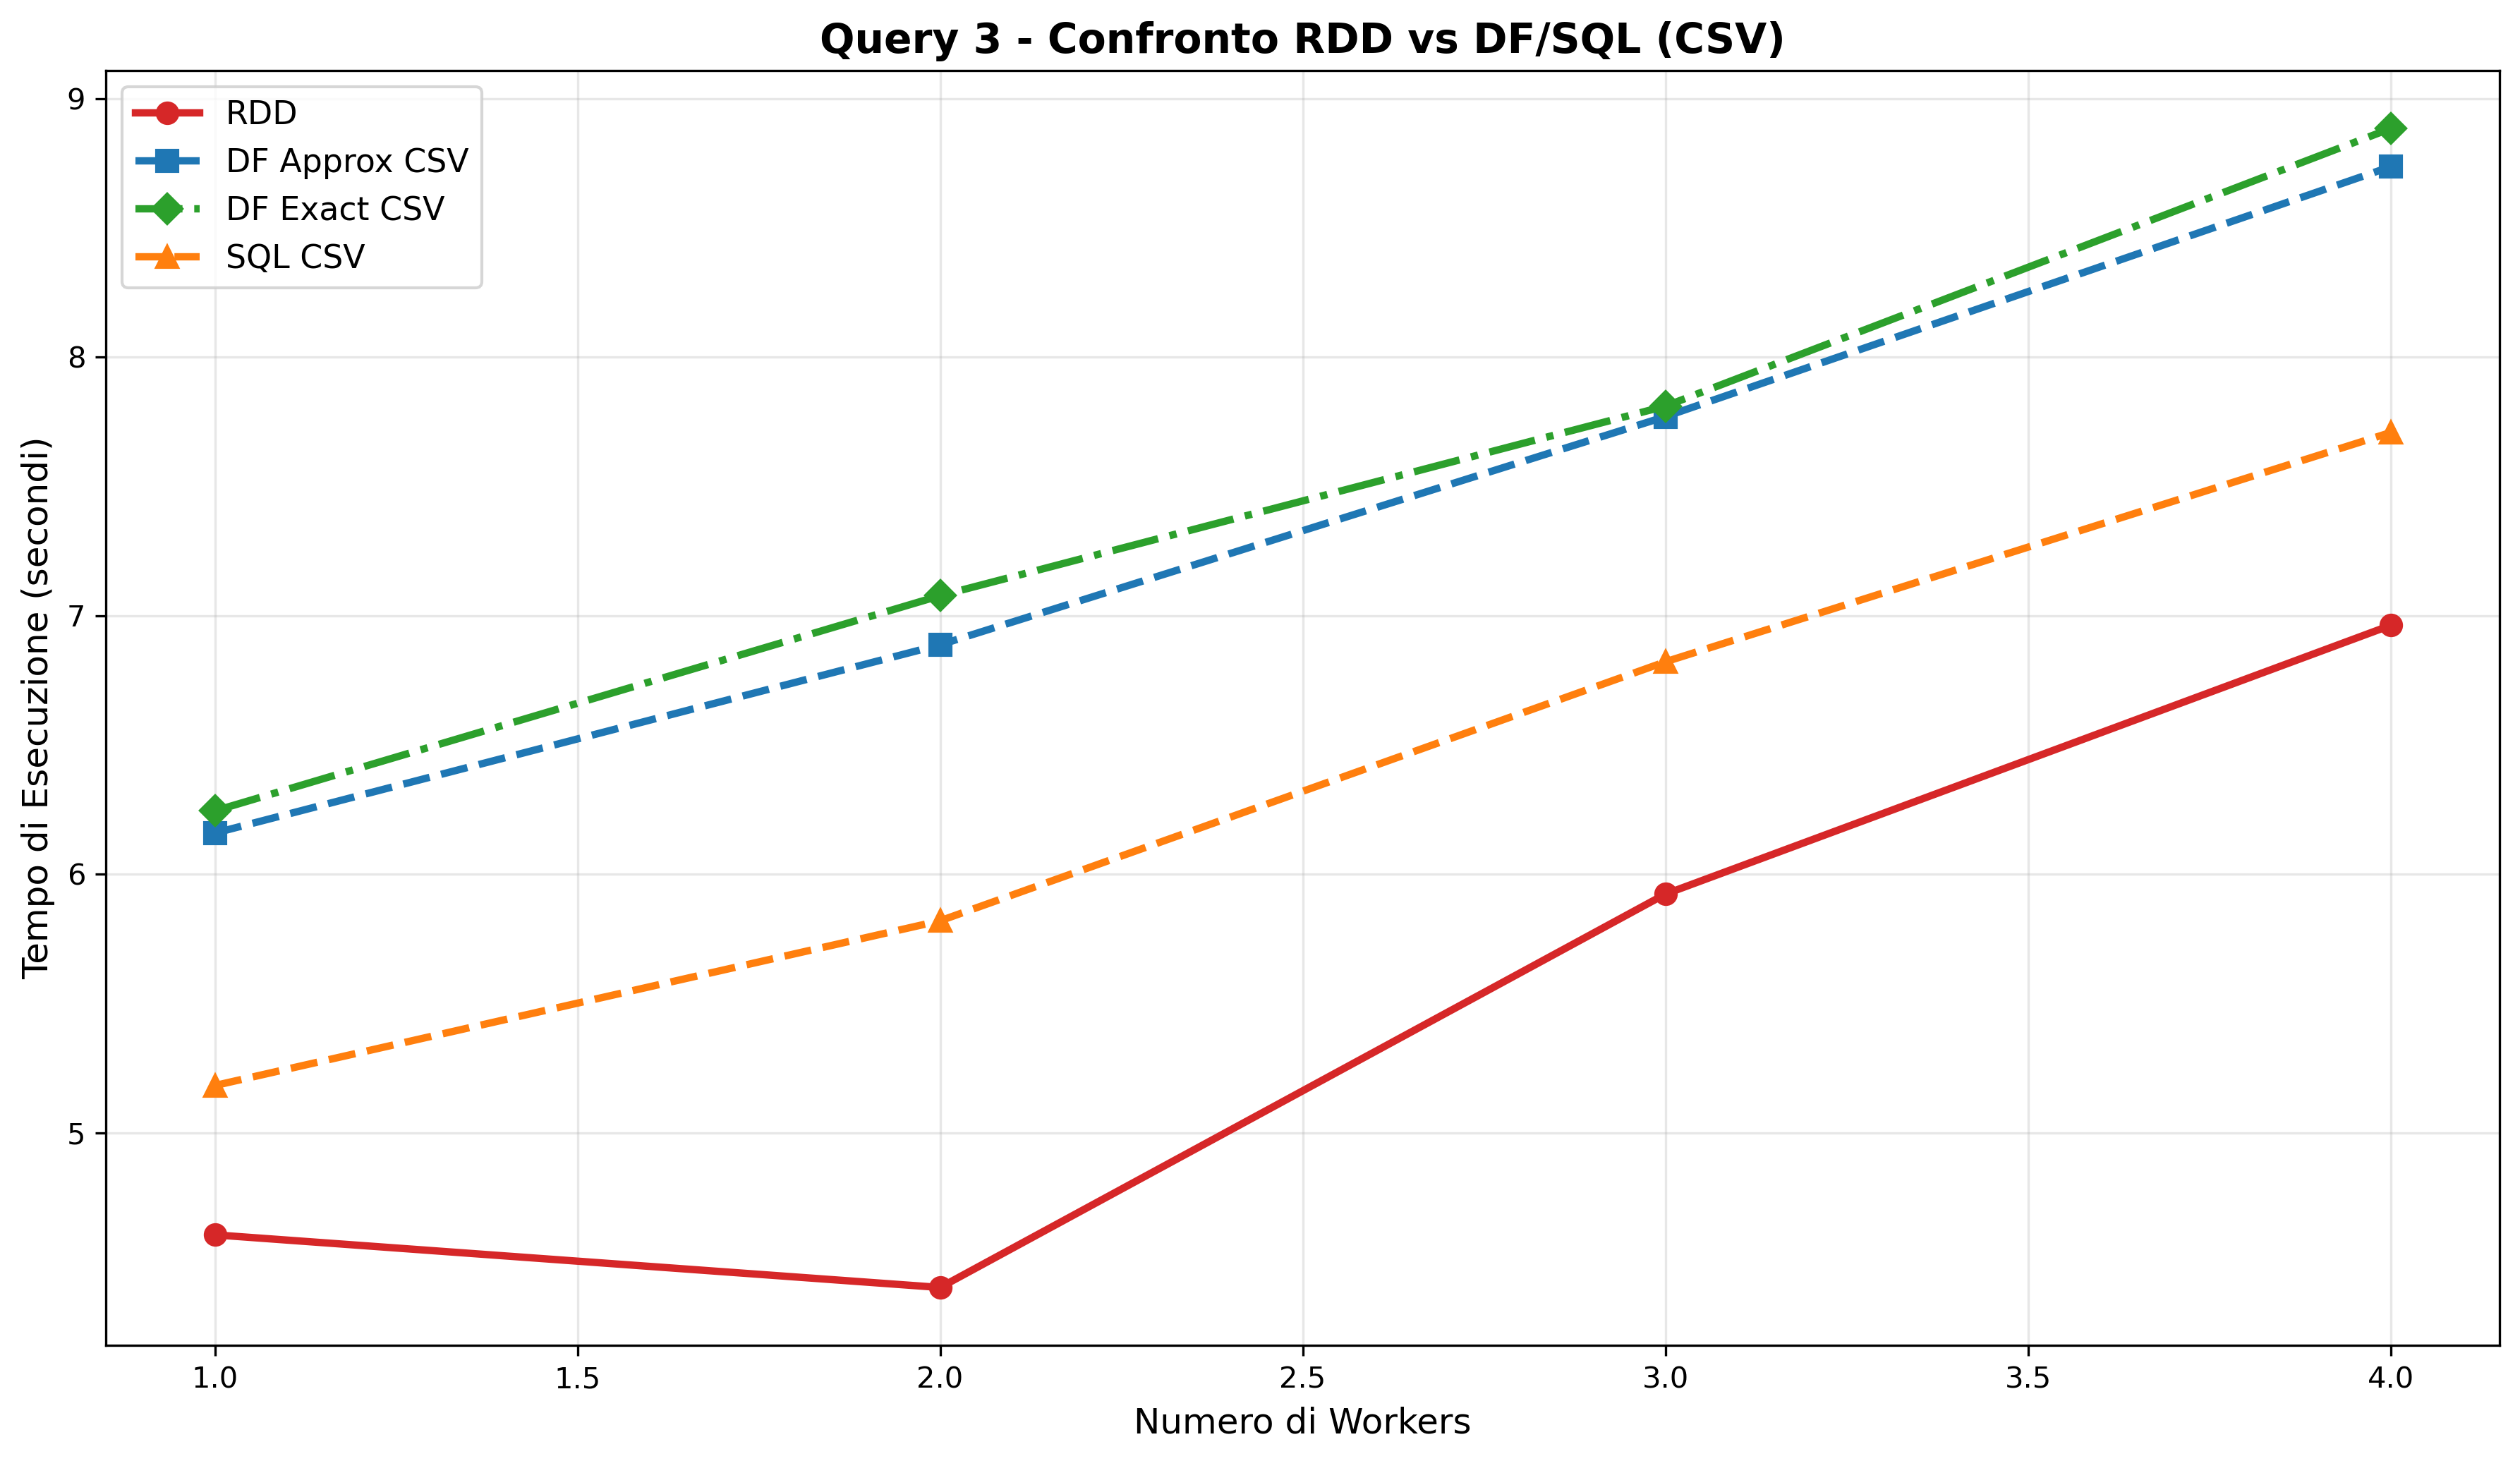 Query 3 - Confronto RDD vs DF/SQL (CSV)
RDD
DF Approx CSV
DF Exact CSV
SQL CSV
Tempo di Esecuzione (secondi)
9
8
7
6
5
1.0 1.5 2.0 2.5 3.0 3.5 4.0
Numero di Workers